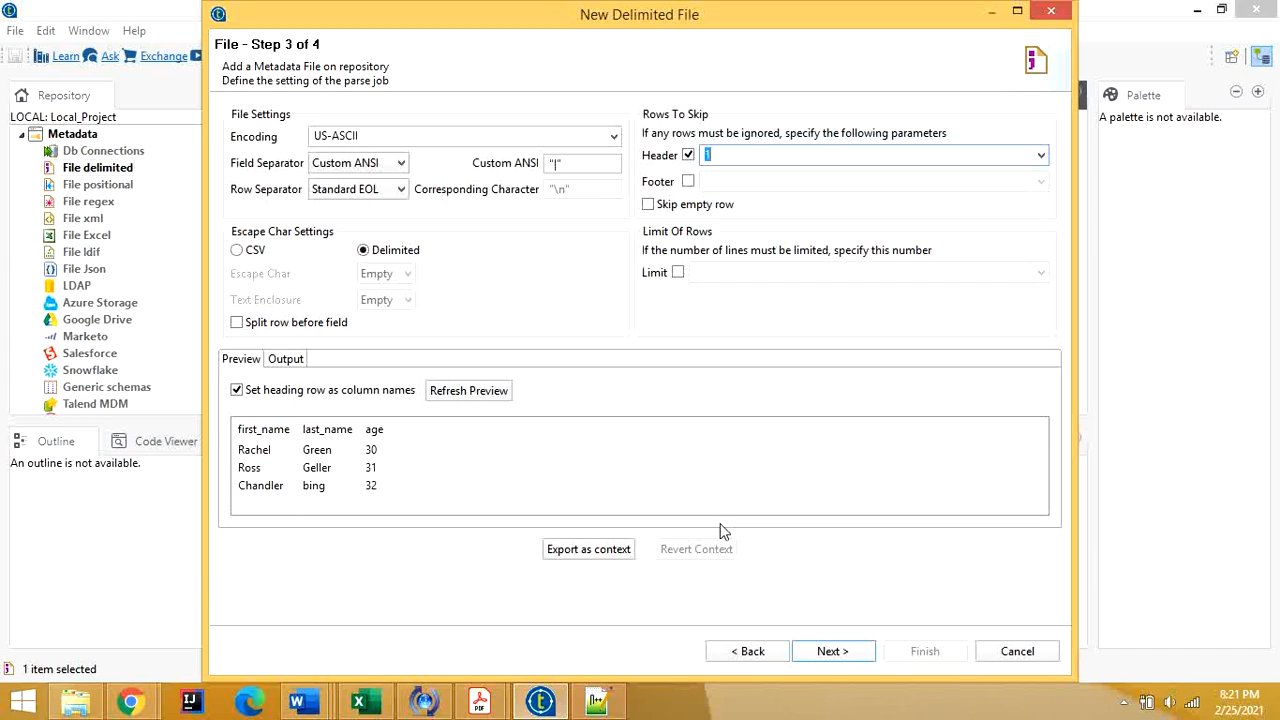 New Delimited File
File Edit Window Help
Learn Ask Exchange
Repository
LOCAL: Local_Project
Metadata
Db Connections
File delimited
File positional
File regex
File xml
File Excel
File ldif
File Json
LDAP
Azure Storage
Google Drive
Marketo
Salesforce
Snowflake
Generic schemas
Talend MDM
Outline Code Viewer
An outline is not available.
1 item selected
File - Step 3 of 4
Add a Metadata File on repository
Define the setting of the parse job
File Settings
Encoding US-ASCII
Field Separator Custom ANSI Custom ANSI "|"
Row Separator Standard EOL Corresponding Character "\n"
Rows To Skip
If any rows must be ignored, specify the following parameters
Header 1
Footer
Skip empty row
Escape Char Settings
CSV Delimited
Escape Char Empty
Text Enclosure Empty
Split row before field
Limit Of Rows
If the number of lines must be limited, specify this number
Limit
Preview Output
Set heading row as column names Refresh Preview
first_name last_name age
Rachel Green 30
Ross Geller 31
Chandler bing 32
Export as context Revert Context
< Back Next > Finish Cancel
Palette
A palette is not available.
8:21 PM
2/25/2021